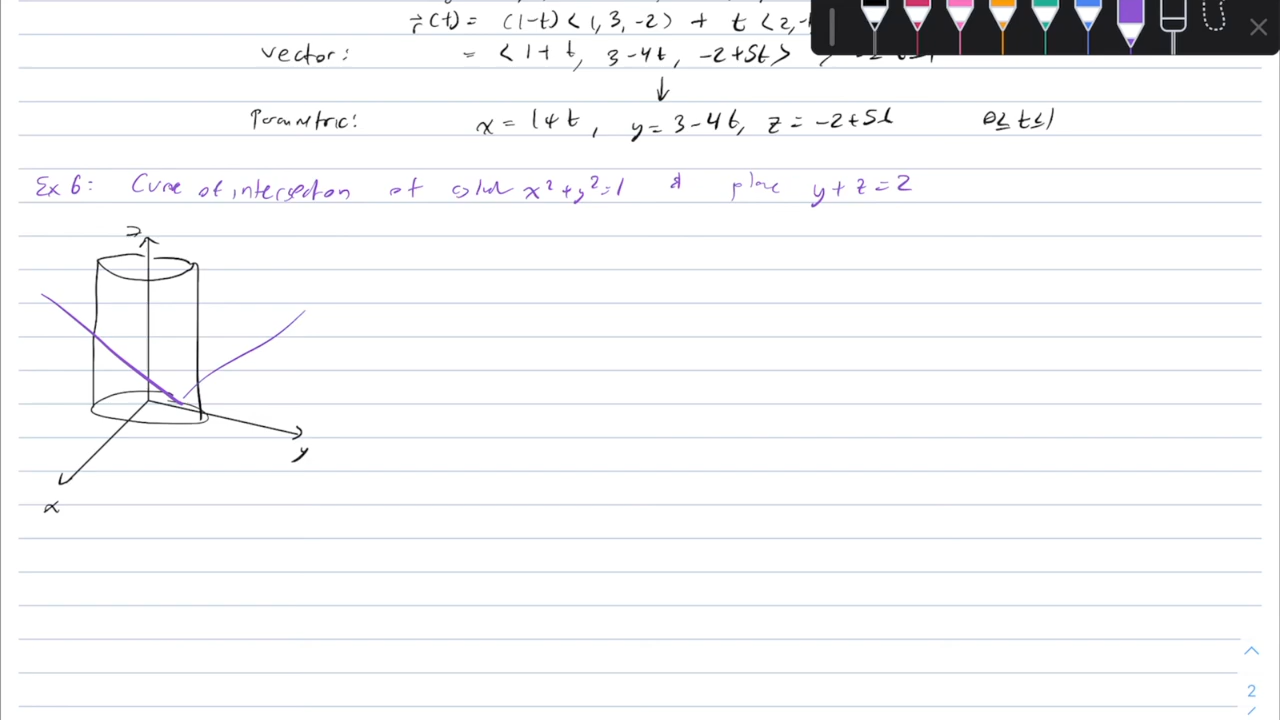 r(t) = (1-t) <1, 3, -2> + t <2,
vector: = <1+t, 3-4t, -2+5t> ,
↓
Parametric: x = 1+t, y = 3-4t, z = -2+5t 0≤t≤1
Ex 6: Curve of intersection of x²+y²=1 & plane y+z=2
z
y
x
2